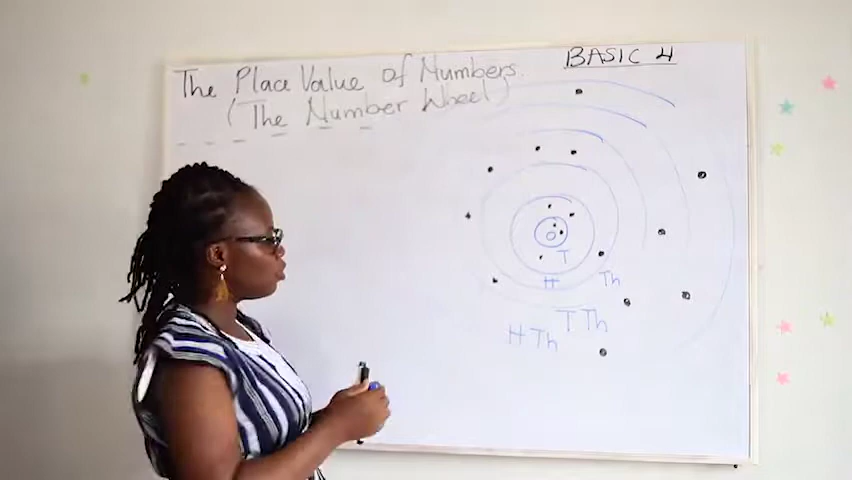 The Place Value of Numbers.
(The Number Wheel)
BASIC 4
O
T
H
Th
T Th
H Th